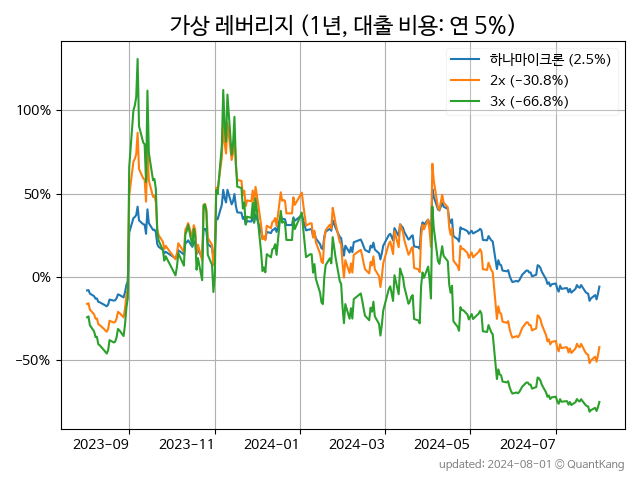 가상 레버리지 (1년, 대출 비용: 연 5%)
하나마이크론 (2.5%)
2x (−30.8%)
3x (−66.8%)
100%
50%
0%
−50%
2023-09 2023-11 2024-01 2024-03 2024-05 2024-07
updated: 2024-08-01 © QuantKang